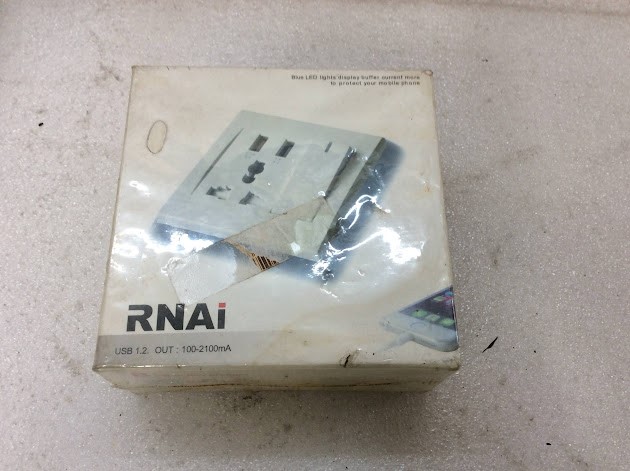 Blue LED lights display buffer current more
to protect your mobile phone
RNAi
USB 1.2. OUT : 100-2100mA